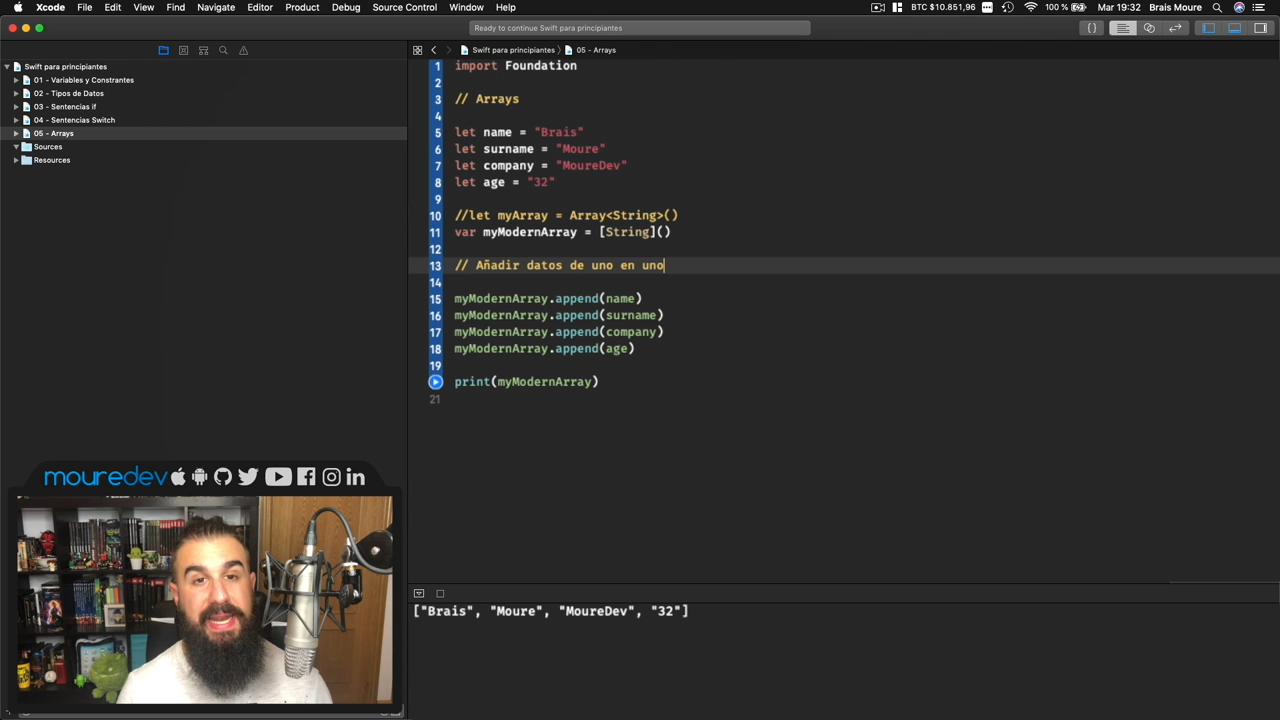 Xcode File Edit View Find Navigate Editor Product Debug Source Control Window Help BTC $10.851,96 100 % Mar 19:32 Brais Moure
Ready to continue Swift para principiantes
Swift para principiantes
01 - Variables y Constrantes
02 - Tipos de Datos
03 - Sentencias if
04 - Sentencias Switch
05 - Arrays
Sources
Resources
Swift para principiantes 05 - Arrays
1 import Foundation
2
3 // Arrays
4
5 let name = "Brais"
6 let surname = "Moure"
7 let company = "MoureDev"
8 let age = "32"
9
10 //let myArray = Array<String>()
11 var myModernArray = [String]()
12
13 // Añadir datos de uno en uno
14
15 myModernArray.append(name)
16 myModernArray.append(surname)
17 myModernArray.append(company)
18 myModernArray.append(age)
19
print(myModernArray)
21
mouredev
["Brais", "Moure", "MoureDev", "32"]